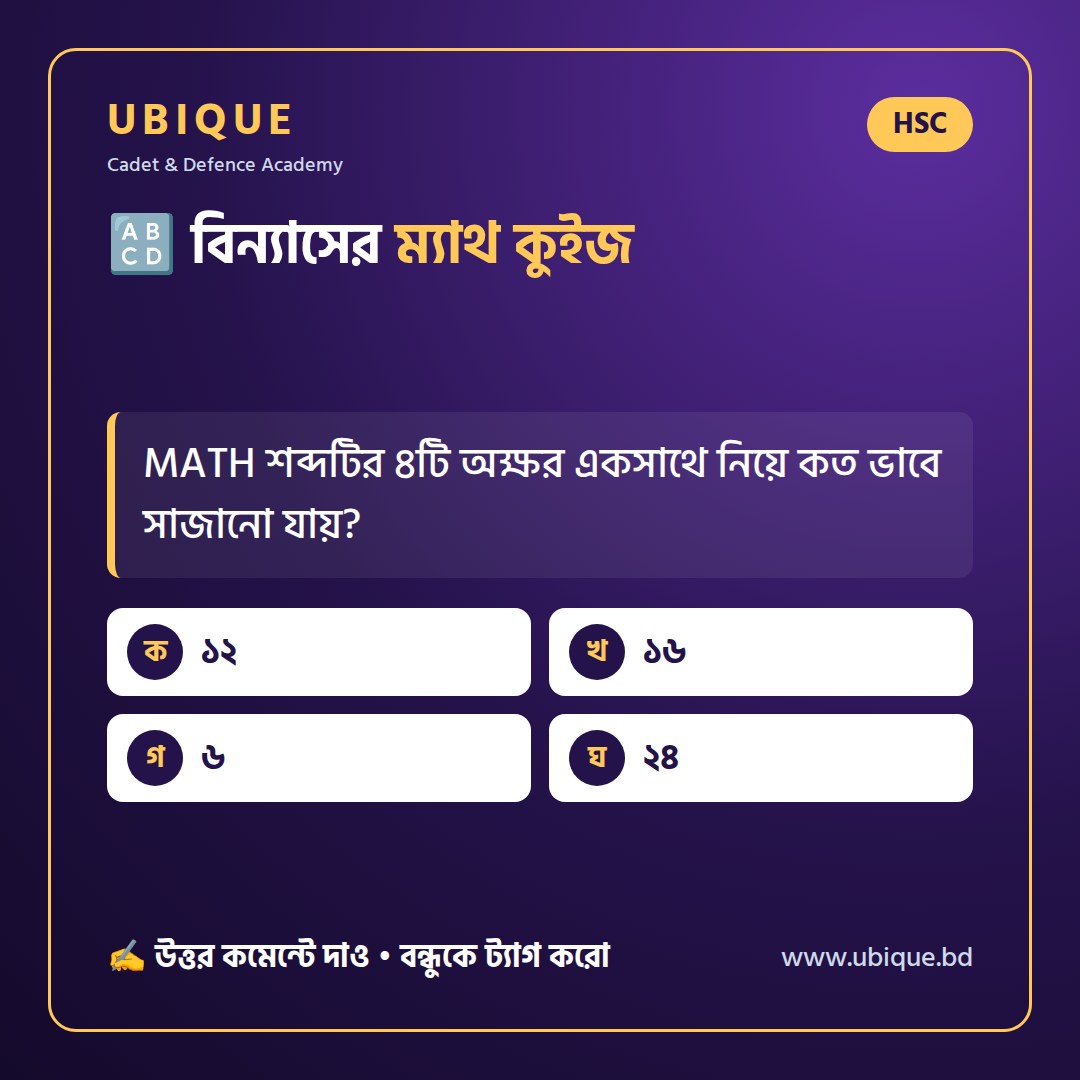 UBIQUE
HSC
Cadet & Defence Academy
🔠 বিন্যাসের ম্যাথ কুইজ
MATH শব্দটির ৪টি অক্ষর একসাথে নিয়ে কত ভাবে
সাজানো যায়?
ক ১২
খ ১৬
গ ৬
ঘ ২৪
✍️ উত্তর কমেন্টে দাও • বন্ধুকে ট্যাগ করো
www.ubique.bd